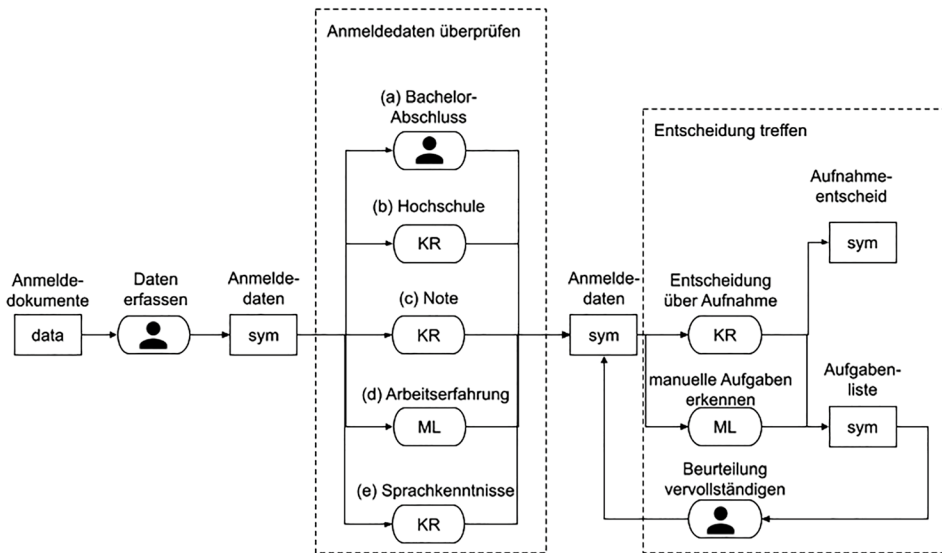 Anmeldedaten überprüfen
(a) Bachelor-
Abschluss
(b) Hochschule
KR
Anmelde-
dokumente
data
Daten
erfassen
Anmelde-
daten
sym
(c) Note
KR
(d) Arbeitserfahrung
ML
(e) Sprachkenntnisse
KR
Anmelde-
daten
sym
Entscheidung treffen
Aufnahme-
entscheid
sym
Entscheidung
über Aufnahme
KR
manuelle Aufgaben
erkennen
ML
Aufgaben-
liste
sym
Beurteilung
vervollständigen